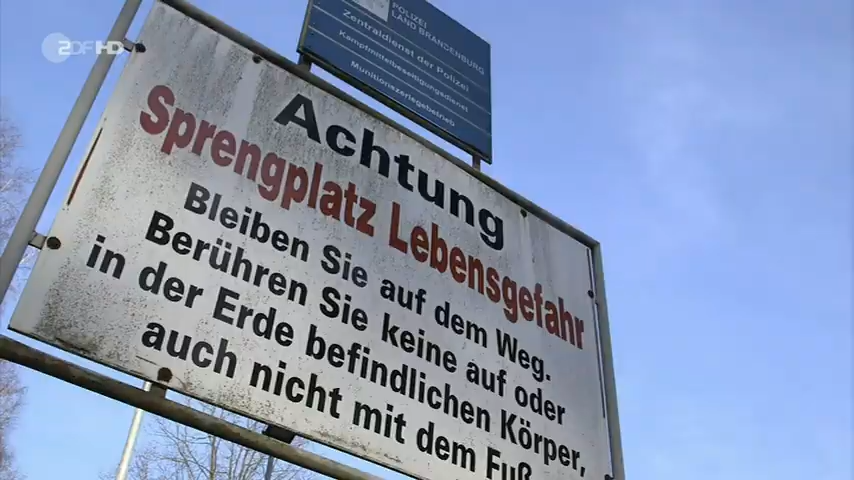 ZDF HD
POLIZEI
LAND BRANDENBURG
Zentraldienst der Polizei
Kampfmittelbeseitigungsdienst
Munitionszerlegebetrieb
Achtung
Sprengplatz Lebensgefahr
Bleiben Sie auf dem Weg.
Berühren Sie keine auf oder
in der Erde befindlichen Körper,
auch nicht mit dem Fuß